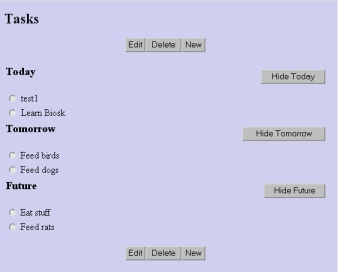 Tasks
Edit Delete New
Today Hide Today
test1
Learn Biosk
Tomorrow Hide Tomorrow
Feed birds
Feed dogs
Future Hide Future
Eat stuff
Feed rats
Edit Delete New